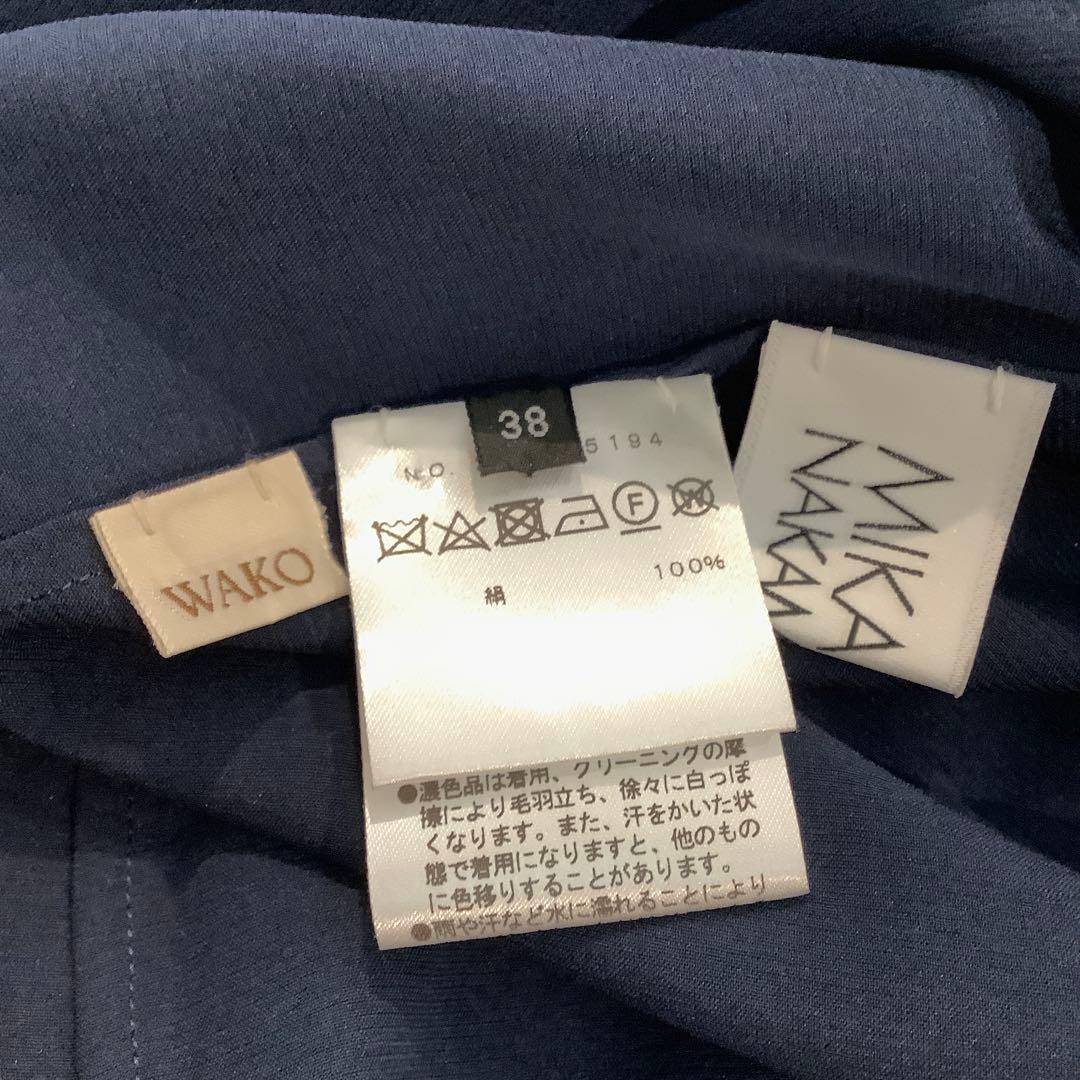 WAKO
38
NO. 5194
F W
絹 100%
●濃色品は着用、クリーニングの摩
擦により毛羽立ち、徐々に白っぽ
くなります。また、汗をかいた状
態で着用になりますと、他のもの
に色移りすることがあります。
●雨や汗など水に濡れることにより
MIIKA
NAKAM